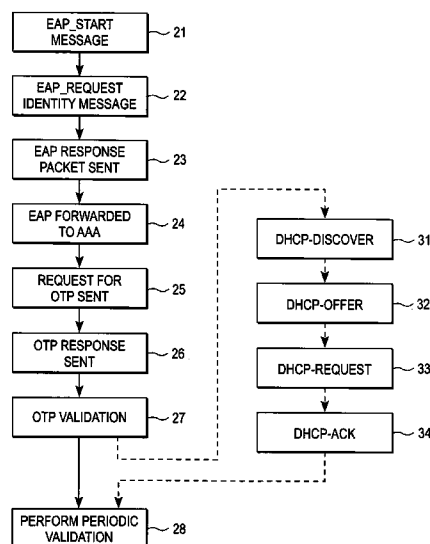 EAP_START
MESSAGE
21
EAP_REQUEST
IDENTITY MESSAGE
22
EAP RESPONSE
PACKET SENT
23
EAP FORWARDED
TO AAA
24
REQUEST FOR
OTP SENT
25
OTP RESPONSE
SENT
26
OTP VALIDATION
27
PERFORM PERIODIC
VALIDATION
28
DHCP-DISCOVER
31
DHCP-OFFER
32
DHCP-REQUEST
33
DHCP-ACK
34